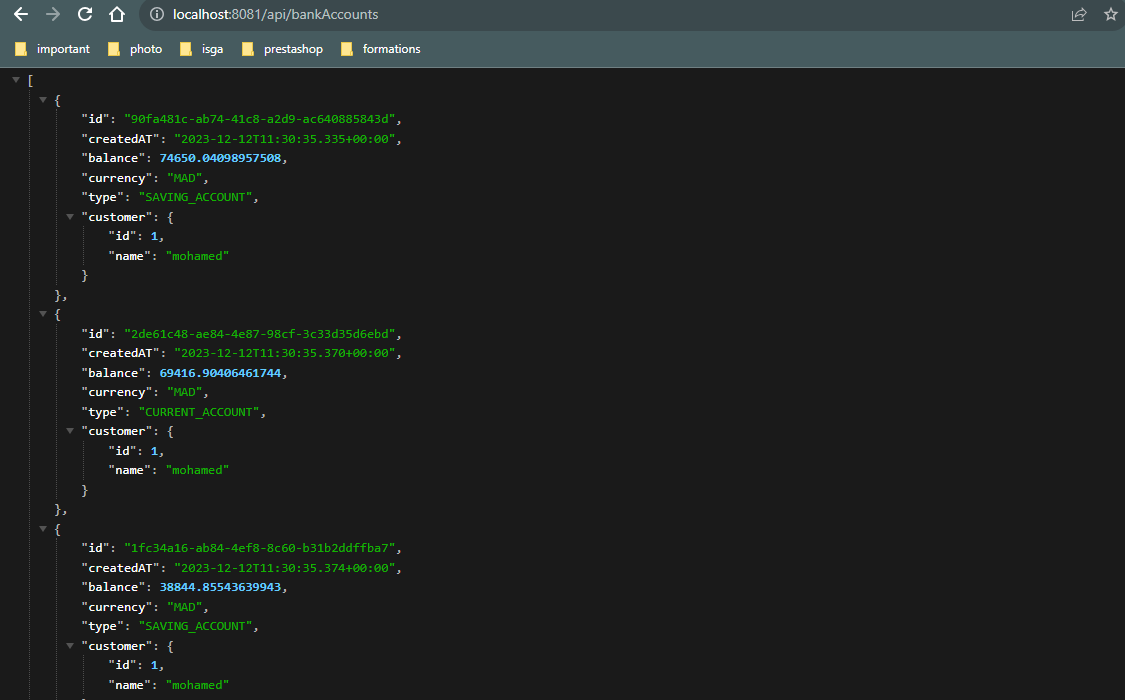 localhost:8081/api/bankAccounts
important photo isga prestashop formations
[
{
"id": "90fa481c-ab74-41c8-a2d9-ac640885843d",
"createdAT": "2023-12-12T11:30:35.335+00:00",
"balance": 74650.04098957508,
"currency": "MAD",
"type": "SAVING_ACCOUNT",
"customer": {
"id": 1,
"name": "mohamed"
}
},
{
"id": "2de61c48-ae84-4e87-98cf-3c33d35d6ebd",
"createdAT": "2023-12-12T11:30:35.370+00:00",
"balance": 69416.90406461744,
"currency": "MAD",
"type": "CURRENT_ACCOUNT",
"customer": {
"id": 1,
"name": "mohamed"
}
},
{
"id": "1fc34a16-ab84-4ef8-8c60-b31b2ddffba7",
"createdAT": "2023-12-12T11:30:35.374+00:00",
"balance": 38844.85543639943,
"currency": "MAD",
"type": "SAVING_ACCOUNT",
"customer": {
"id": 1,
"name": "mohamed"